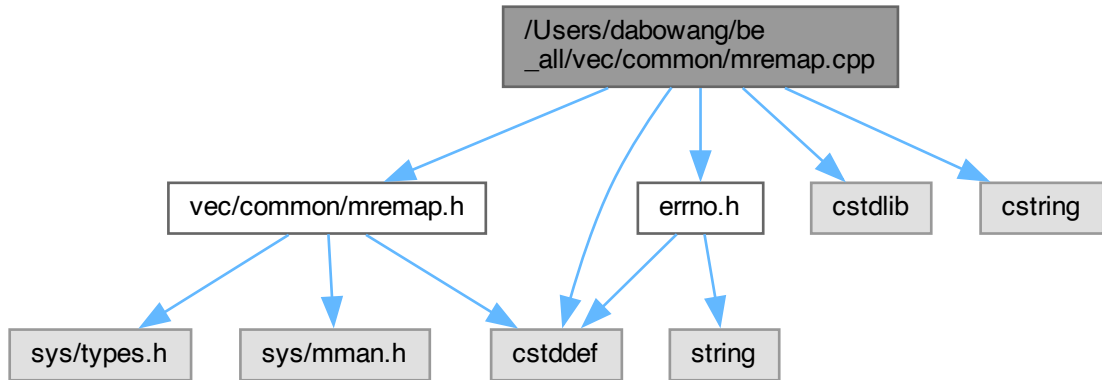 /Users/dabowang/be
_all/vec/common/mremap.cpp
vec/common/mremap.h
errno.h
cstdlib
cstring
sys/types.h
sys/mman.h
cstddef
string